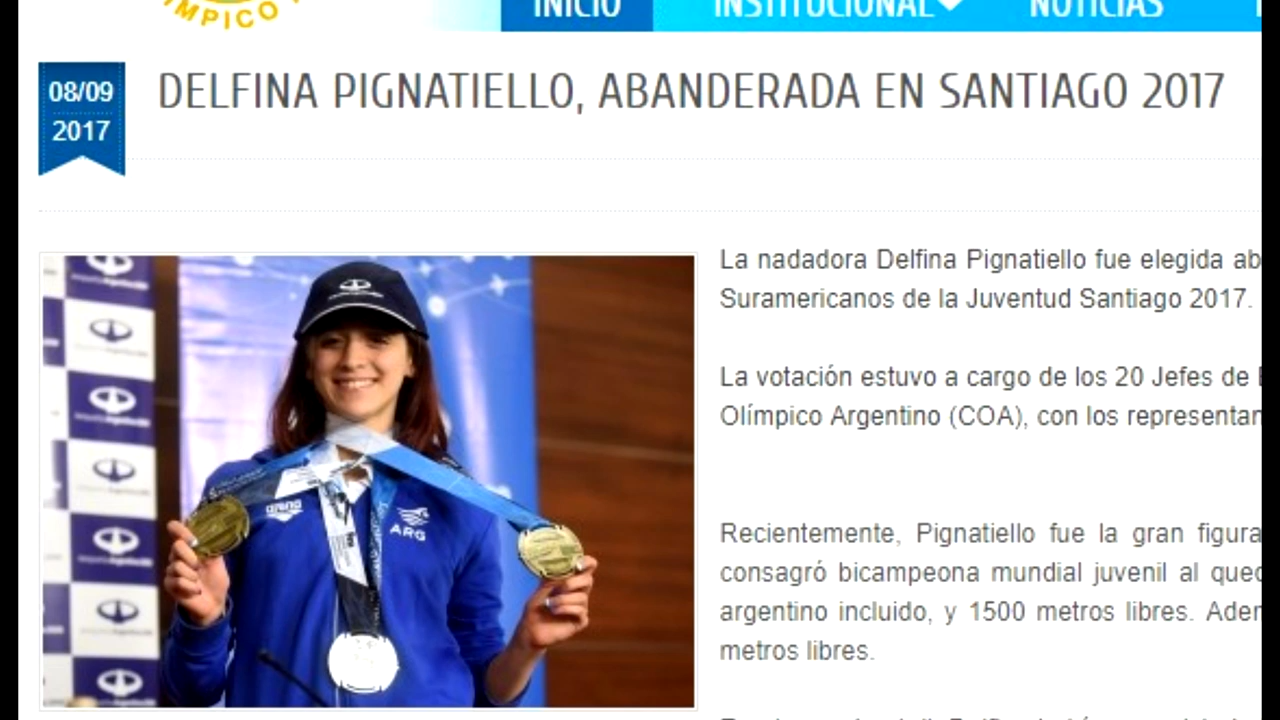 INICIO INSTITUCIONAL NOTICIAS
08/09
2017
DELFINA PIGNATIELLO, ABANDERADA EN SANTIAGO 2017
La nadadora Delfina Pignatiello fue elegida ab
Suramericanos de la Juventud Santiago 2017.
La votación estuvo a cargo de los 20 Jefes de
Olímpico Argentino (COA), con los representan
Recientemente, Pignatiello fue la gran figura
consagró bicampeona mundial juvenil al qued
argentino incluido, y 1500 metros libres. Adem
metros libres.
arena
ARG